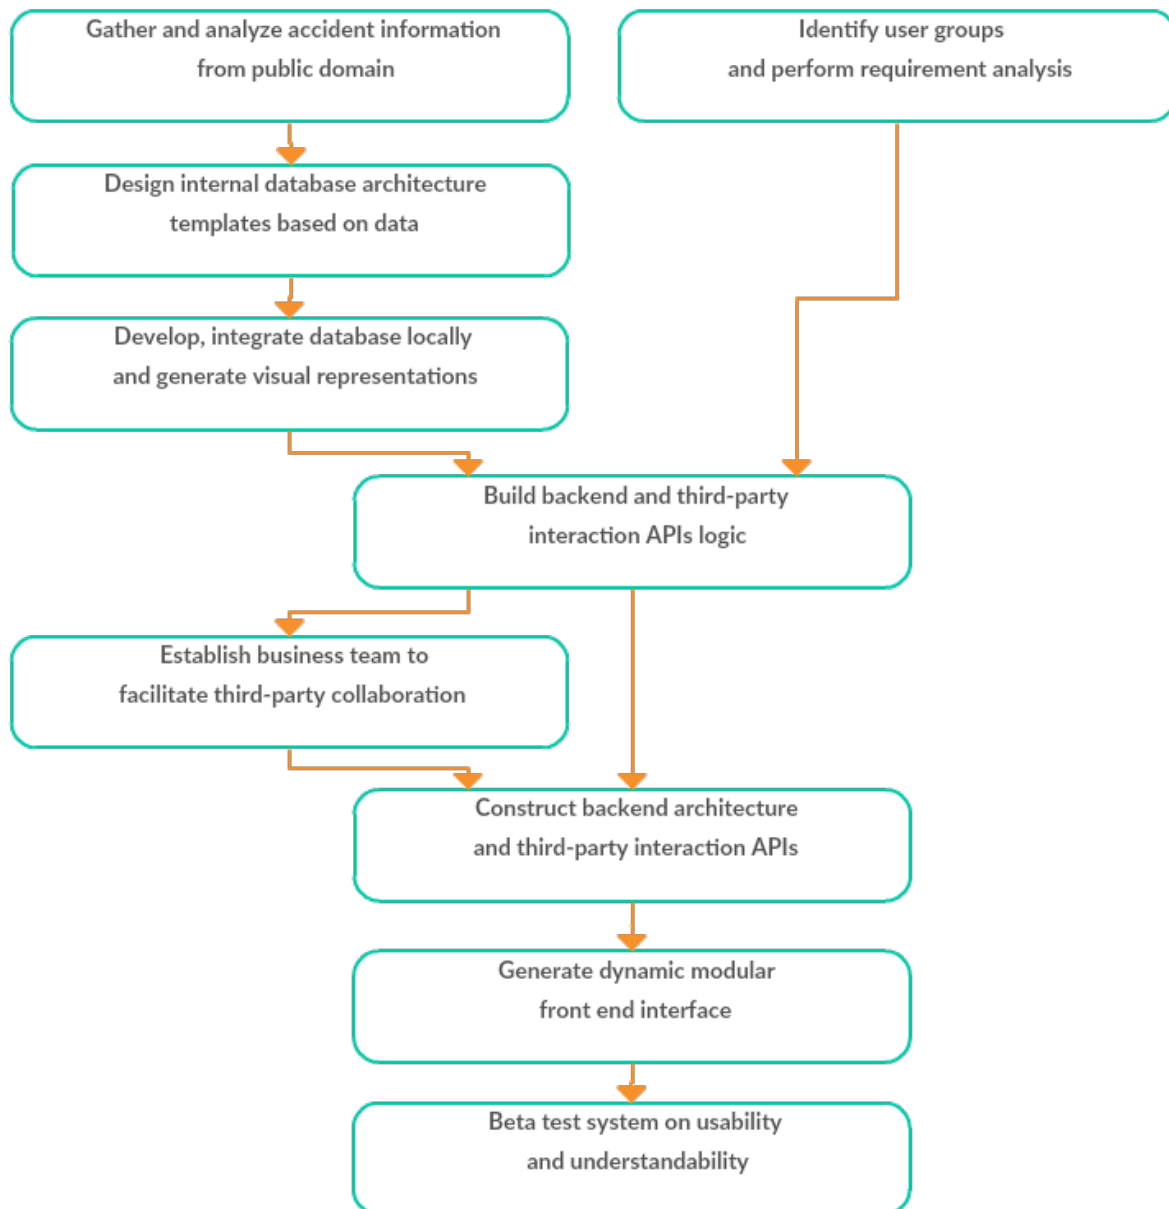 Gather and analyze accident information
from public domain
Identify user groups
and perform requirement analysis
Design internal database architecture
templates based on data
Develop, integrate database locally
and generate visual representations
Build backend and third-party
interaction APIs logic
Establish business team to
facilitate third-party collaboration
Construct backend architecture
and third-party interaction APIs
Generate dynamic modular
front end interface
Beta test system on usability
and understandability